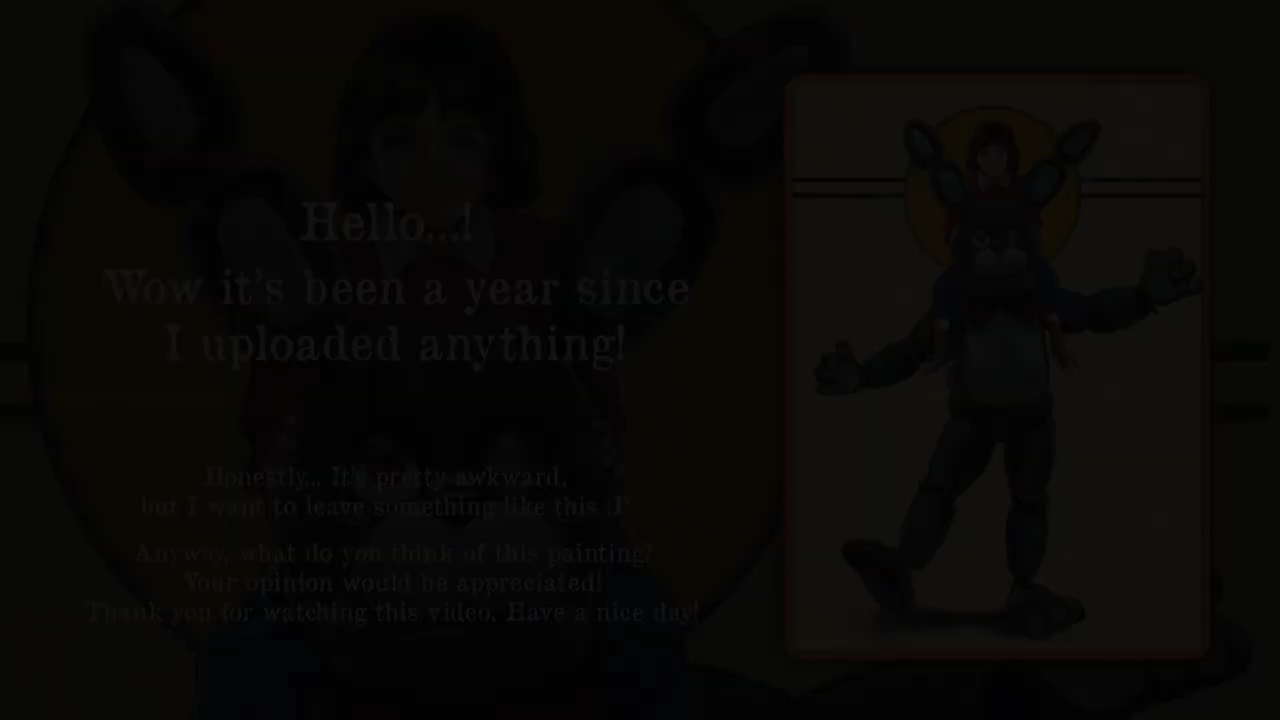 Hello...!
Wow it's been a year since
I uploaded anything!
Honestly... It's pretty awkward,
but I want to leave something like this :I'
Anyway, what do you think of this painting?
Your opinion would be appreciated!
Thank you for watching this video, Have a nice day!